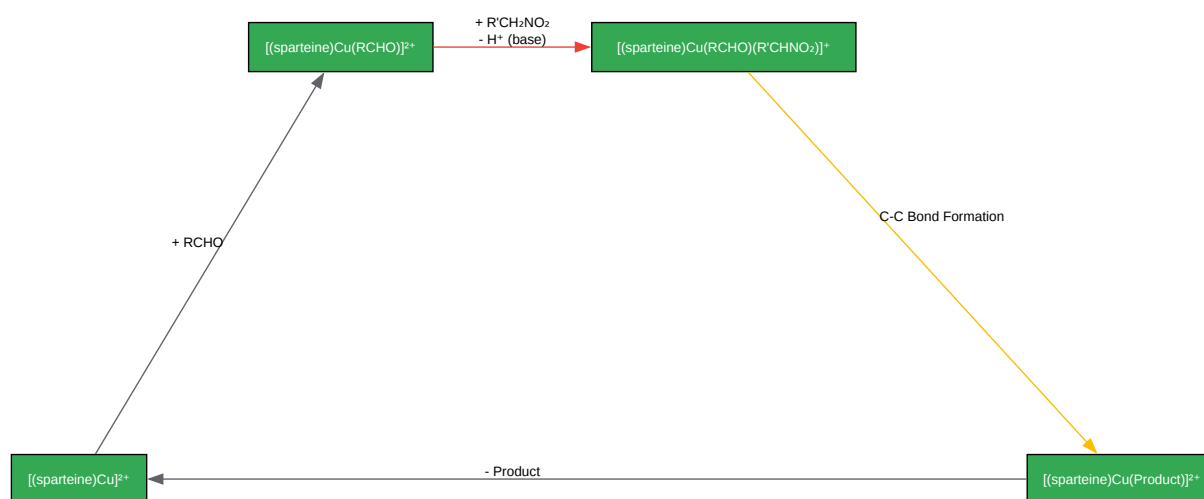 + R'CH₂NO₂
- H⁺ (base)
[(sparteine)Cu(RCHO)]²⁺
[(sparteine)Cu(RCHO)(R'CHNO₂)]⁺
C-C Bond Formation
+ RCHO
- Product
[(sparteine)Cu]²⁺
[(sparteine)Cu(Product)]²⁺